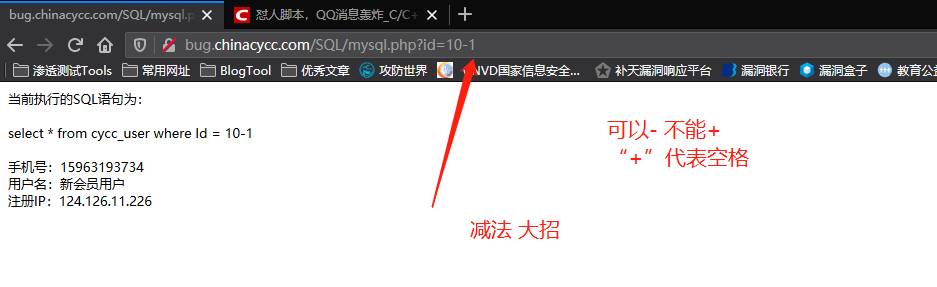 bug.chinacycc.com/SQL/mysql.p
怼人脚本，QQ消息轰炸_C/C+
bug.chinacycc.com/SQL/mysql.php?id=10-1
渗透测试Tools 常用网址 BlogTool 优秀文章 攻防世界 NVD国家信息安全... 补天漏洞响应平台 漏洞银行 漏洞盒子 教育公益
当前执行的SQL语句为：
select * from cycc_user where Id = 10-1
手机号：15963193734
用户名：新会员用户
注册IP：124.126.11.226
可以- 不能+
“+”代表空格
减法 大招